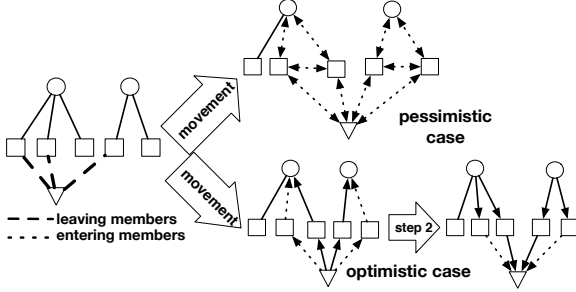 movement
pessimistic
case
movement
step 2
leaving members
entering members
optimistic case